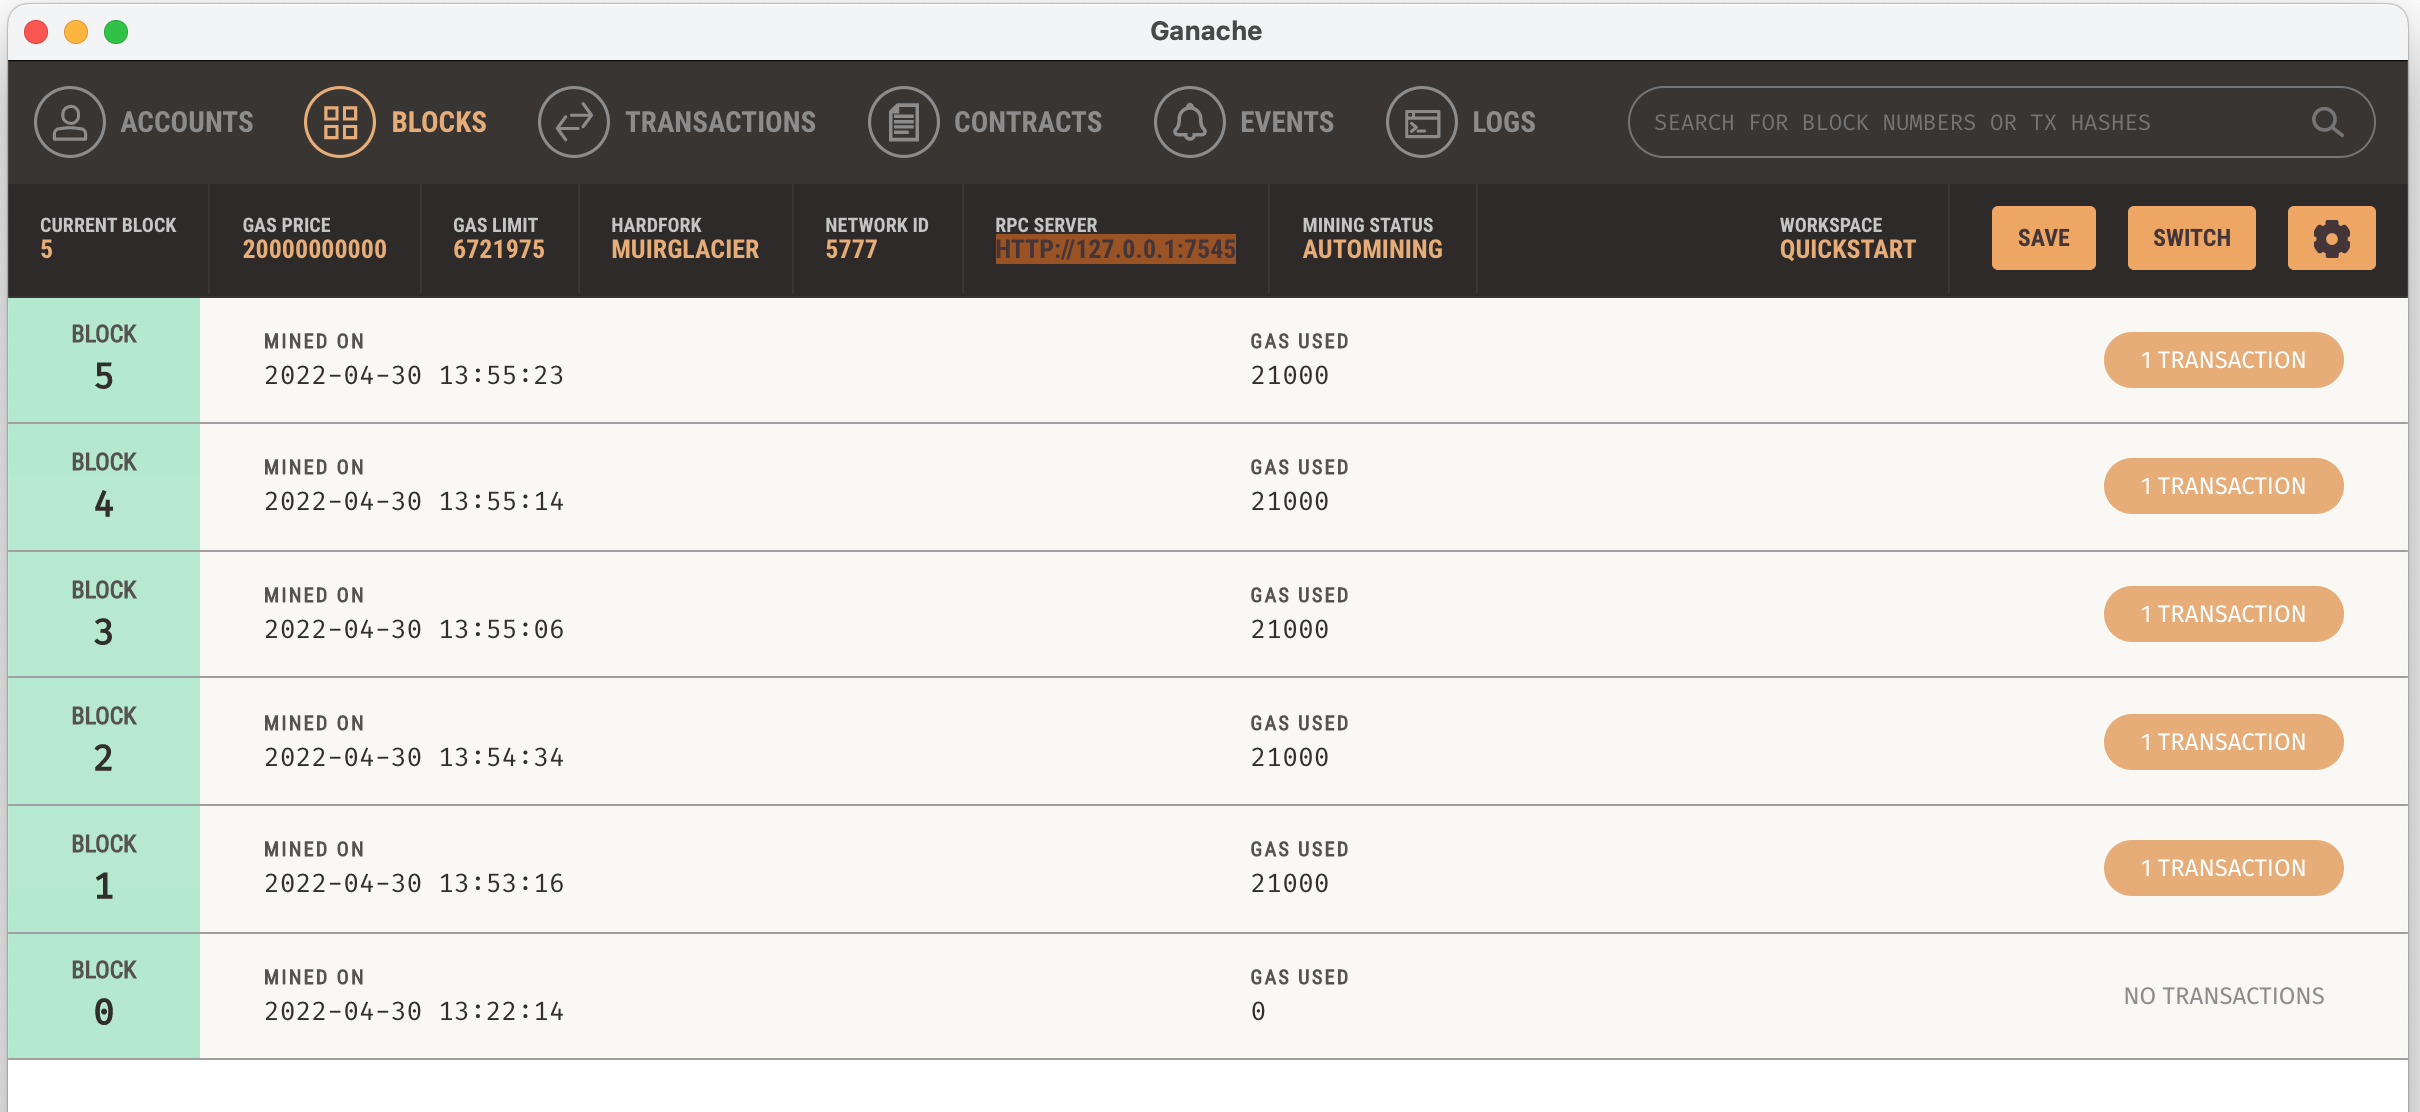 Ganache
ACCOUNTS BLOCKS TRANSACTIONS CONTRACTS EVENTS LOGS SEARCH FOR BLOCK NUMBERS OR TX HASHES
CURRENT BLOCK GAS PRICE GAS LIMIT HARDFORK NETWORK ID RPC SERVER MINING STATUS WORKSPACE
5 20000000000 6721975 MUIRGLACIER 5777 HTTP://127.0.0.1:7545 AUTOMINING QUICKSTART SAVE SWITCH
BLOCK MINED ON GAS USED
5 2022-04-30 13:55:23 21000 1 TRANSACTION
BLOCK MINED ON GAS USED
4 2022-04-30 13:55:14 21000 1 TRANSACTION
BLOCK MINED ON GAS USED
3 2022-04-30 13:55:06 21000 1 TRANSACTION
BLOCK MINED ON GAS USED
2 2022-04-30 13:54:34 21000 1 TRANSACTION
BLOCK MINED ON GAS USED
1 2022-04-30 13:53:16 21000 1 TRANSACTION
BLOCK MINED ON GAS USED
0 2022-04-30 13:22:14 0 NO TRANSACTIONS